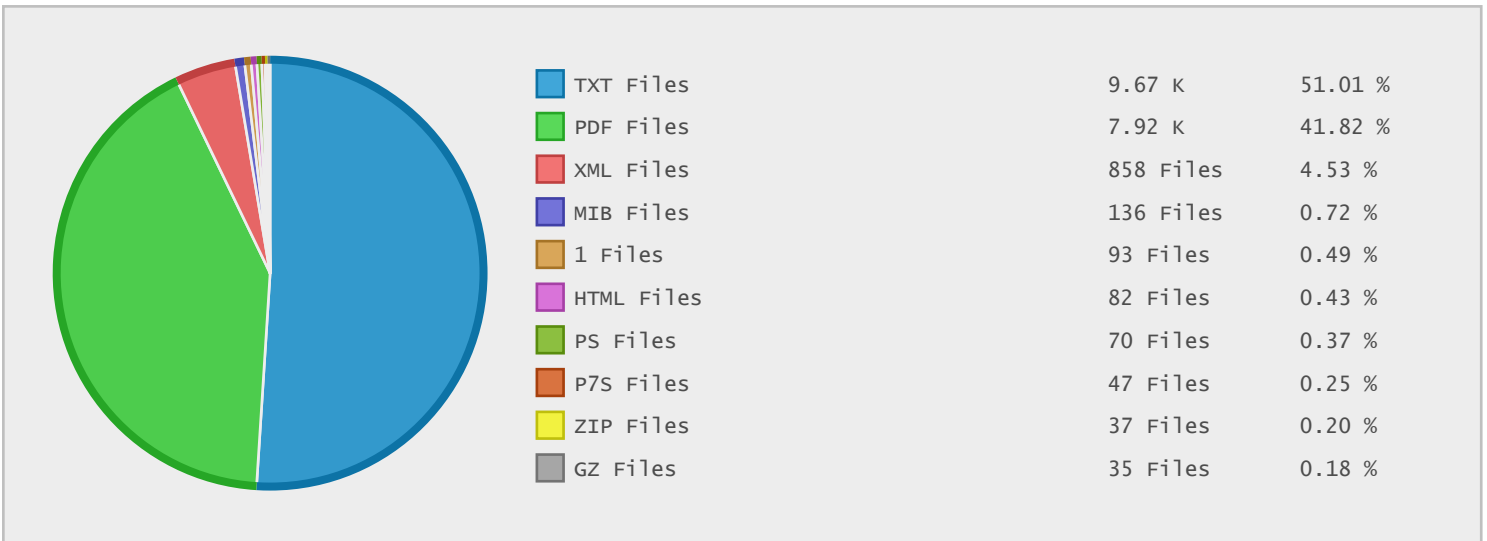 TXT Files 9.67 K 51.01 %
PDF Files 7.92 K 41.82 %
XML Files 858 Files 4.53 %
MIB Files 136 Files 0.72 %
1 Files 93 Files 0.49 %
HTML Files 82 Files 0.43 %
PS Files 70 Files 0.37 %
P7S Files 47 Files 0.25 %
ZIP Files 37 Files 0.20 %
GZ Files 35 Files 0.18 %